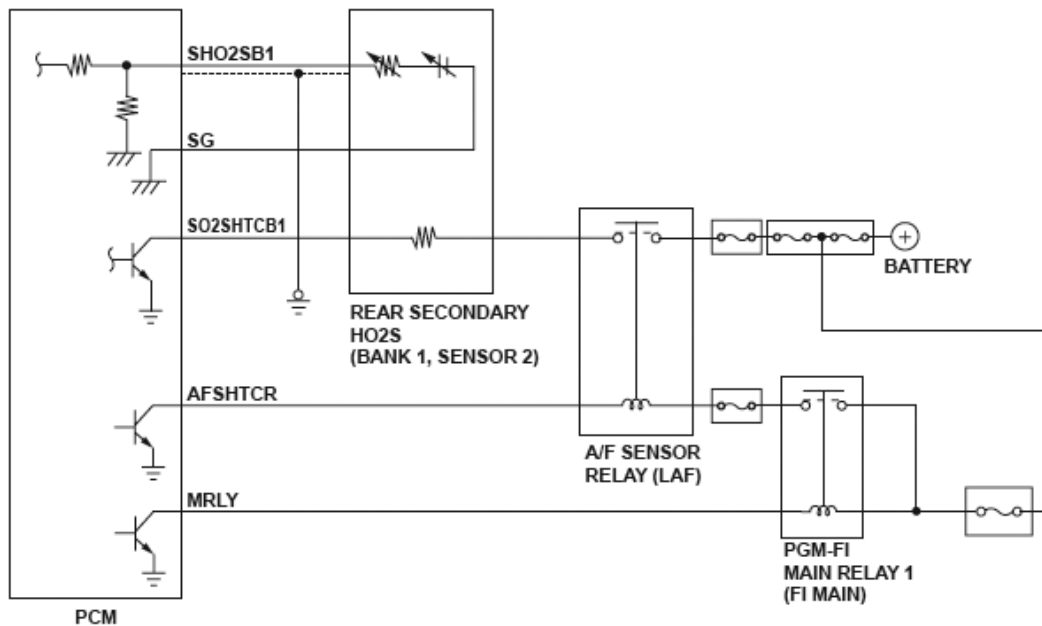 SHO2SB1
SG
SO2SHTCB1
BATTERY
REAR SECONDARY
HO2S
(BANK 1, SENSOR 2)
AFSHTCR
A/F SENSOR
RELAY (LAF)
MRLY
PGM-FI
MAIN RELAY 1
(FI MAIN)
PCM